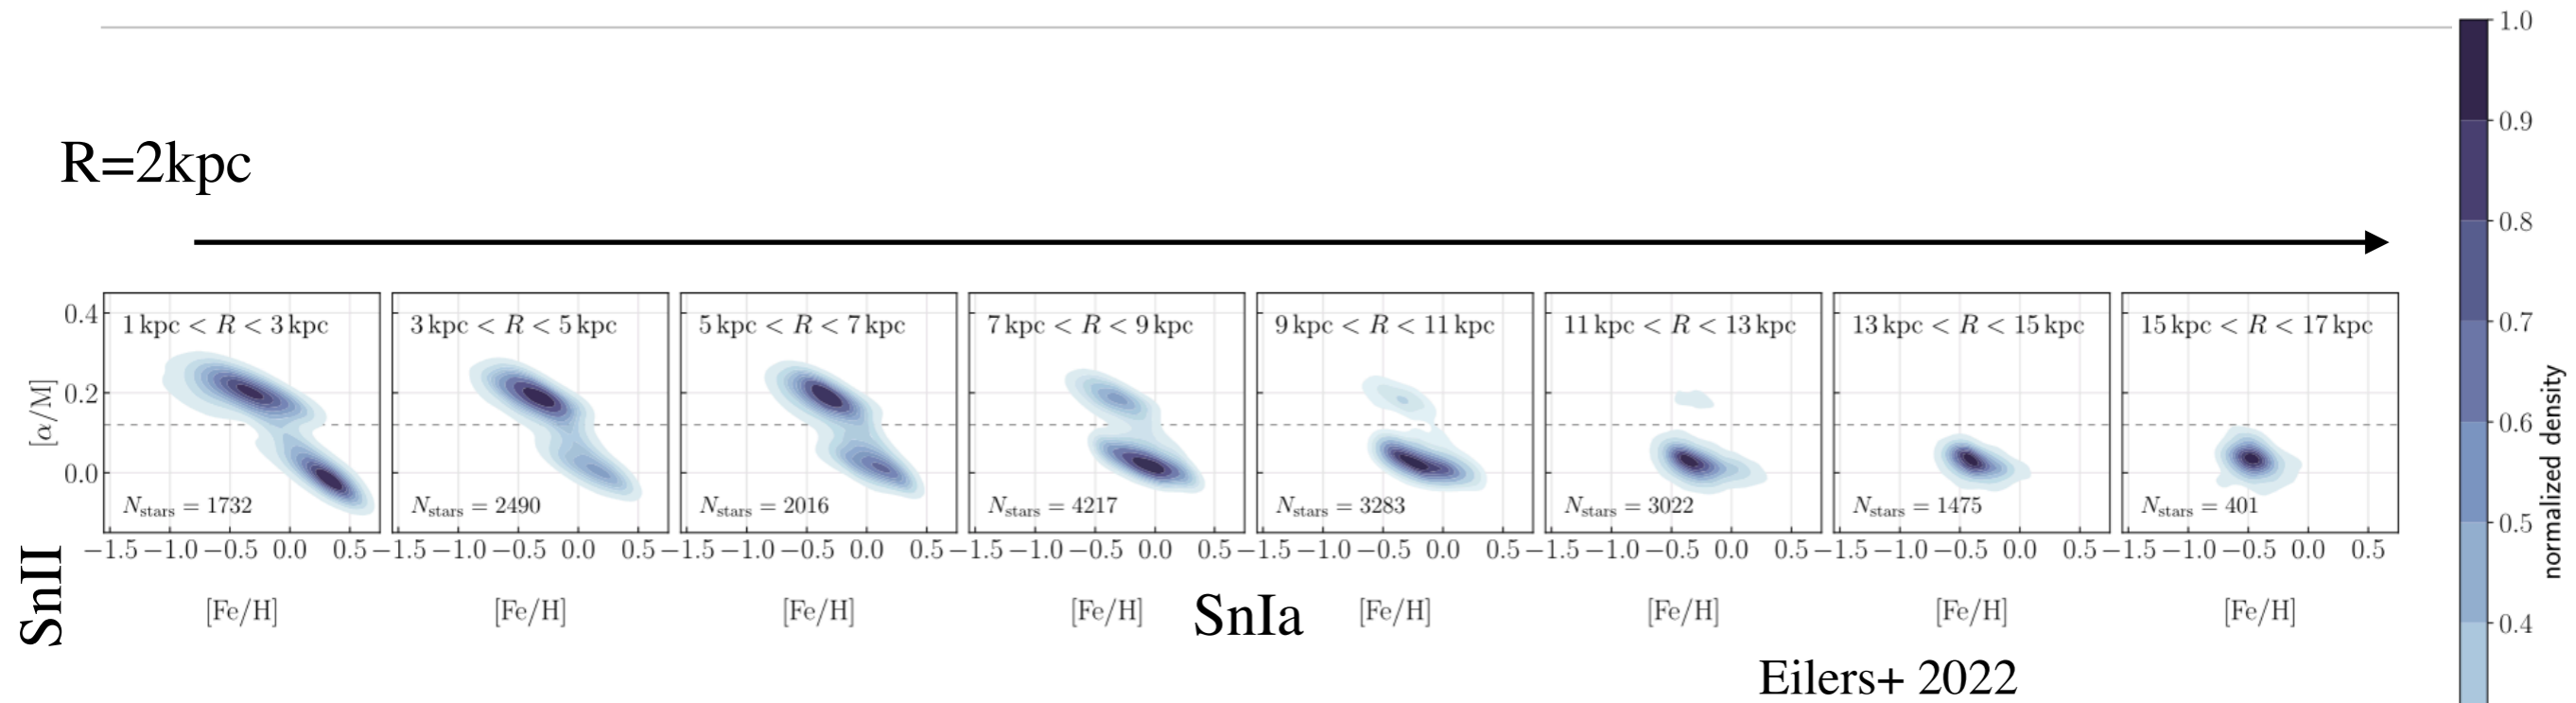 R=2kpc
1 kpc < R < 3 kpc
3 kpc < R < 5 kpc
5 kpc < R < 7 kpc
7 kpc < R < 9 kpc
9 kpc < R < 11 kpc
11 kpc < R < 13 kpc
13 kpc < R < 15 kpc
15 kpc < R < 17 kpc
[α/M]
0.4
0.2
0.0
N_stars = 1732
N_stars = 2490
N_stars = 2016
N_stars = 4217
N_stars = 3283
N_stars = 3022
N_stars = 1475
N_stars = 401
−1.5 −1.0 −0.5 0.0 0.5
−1.5 −1.0 −0.5 0.0 0.5
−1.5 −1.0 −0.5 0.0 0.5
−1.5 −1.0 −0.5 0.0 0.5
−1.5 −1.0 −0.5 0.0 0.5
−1.5 −1.0 −0.5 0.0 0.5
−1.5 −1.0 −0.5 0.0 0.5
−1.5 −1.0 −0.5 0.0 0.5
[Fe/H]
[Fe/H]
[Fe/H]
[Fe/H]
[Fe/H]
[Fe/H]
[Fe/H]
[Fe/H]
SnII
SnIa
Eilers+ 2022
1.0
0.9
0.8
0.7
0.6
0.5
0.4
normalized density